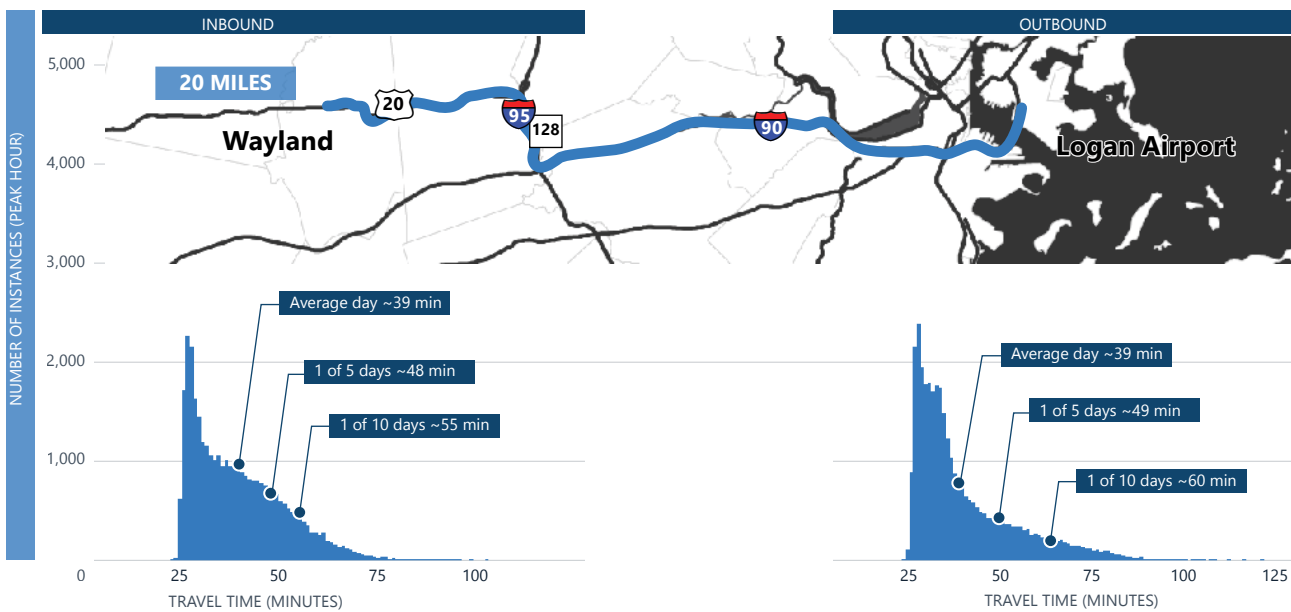 INBOUND
OUTBOUND
NUMBER OF INSTANCES (PEAK HOUR)
5,000
4,000
3,000
2,000
1,000
0
20 MILES
20
95
128
90
Wayland
Logan Airport
Average day ~39 min
1 of 5 days ~48 min
1 of 10 days ~55 min
25
50
75
100
TRAVEL TIME (MINUTES)
Average day ~39 min
1 of 5 days ~49 min
1 of 10 days ~60 min
25
50
75
100
125
TRAVEL TIME (MINUTES)